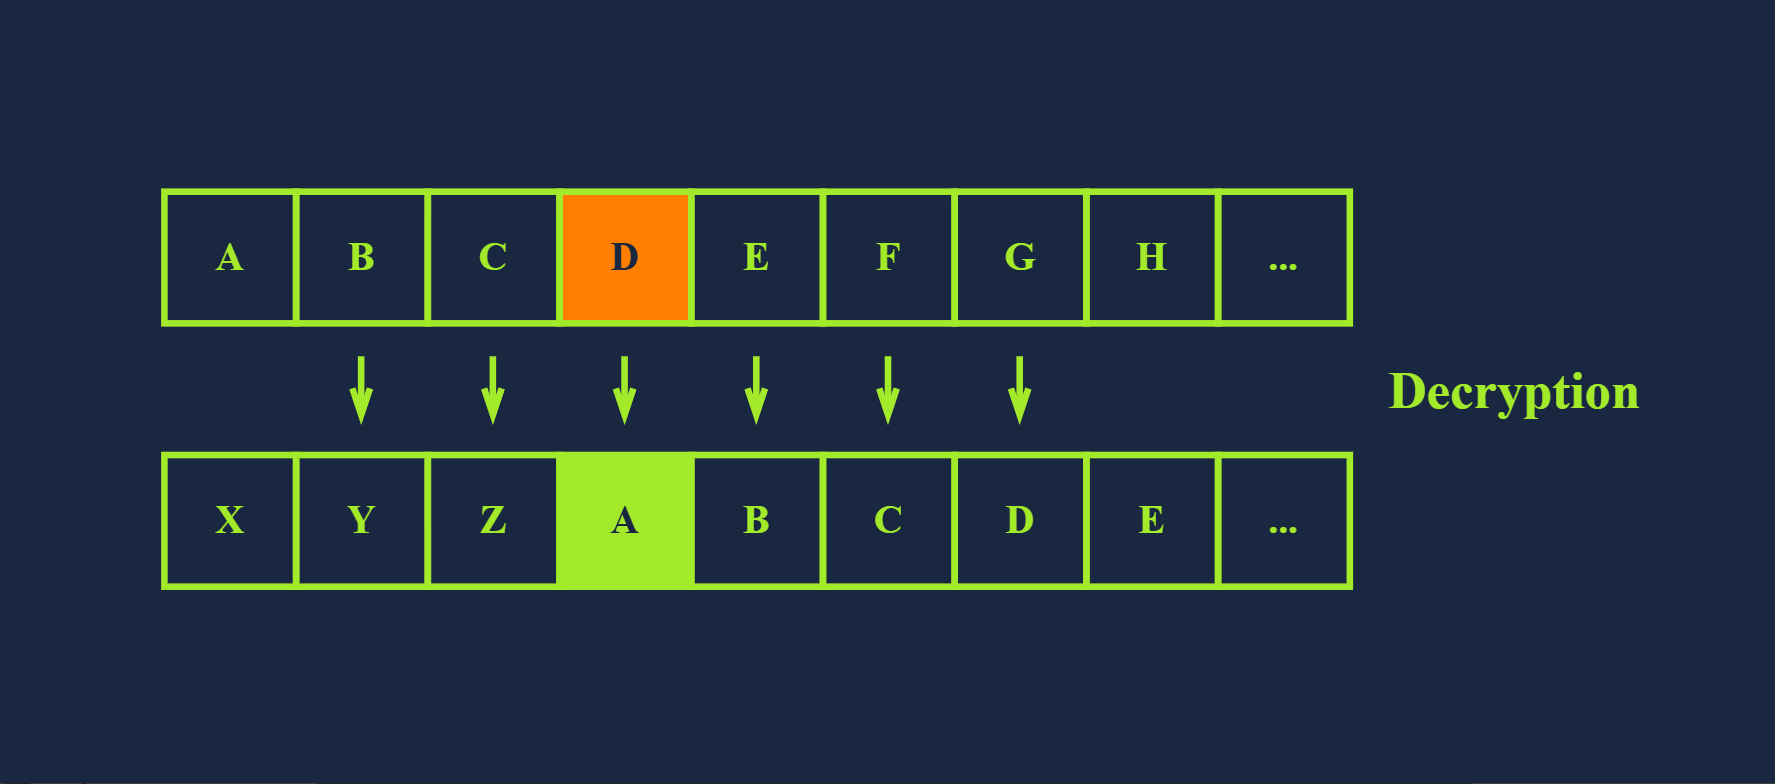 A B C D E F G H ...
Decryption
X Y Z A B C D E ...